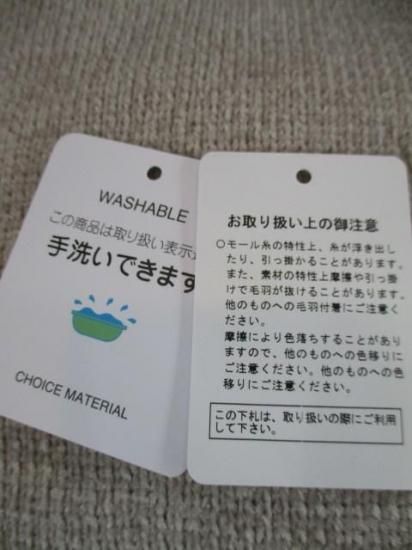 WASHABLE
この商品は取り扱い表示
手洗いできます
CHOICE MATERIAL
お取り扱い上の御注意
○モール糸の特性上、糸が浮き出し
たり、引っ掛かることがあります。
また、素材の特性上摩擦や引っ掛
けで毛羽が抜けることがあります。
他のものへの毛羽付着にご注意く
ださい。
摩擦により色落ちすることがあり
ますので、他のものへの色移りに
ご注意ください。他のものへの色
移りにご注意ください。
この下札は、取り扱いの際にご利用
して下さい。